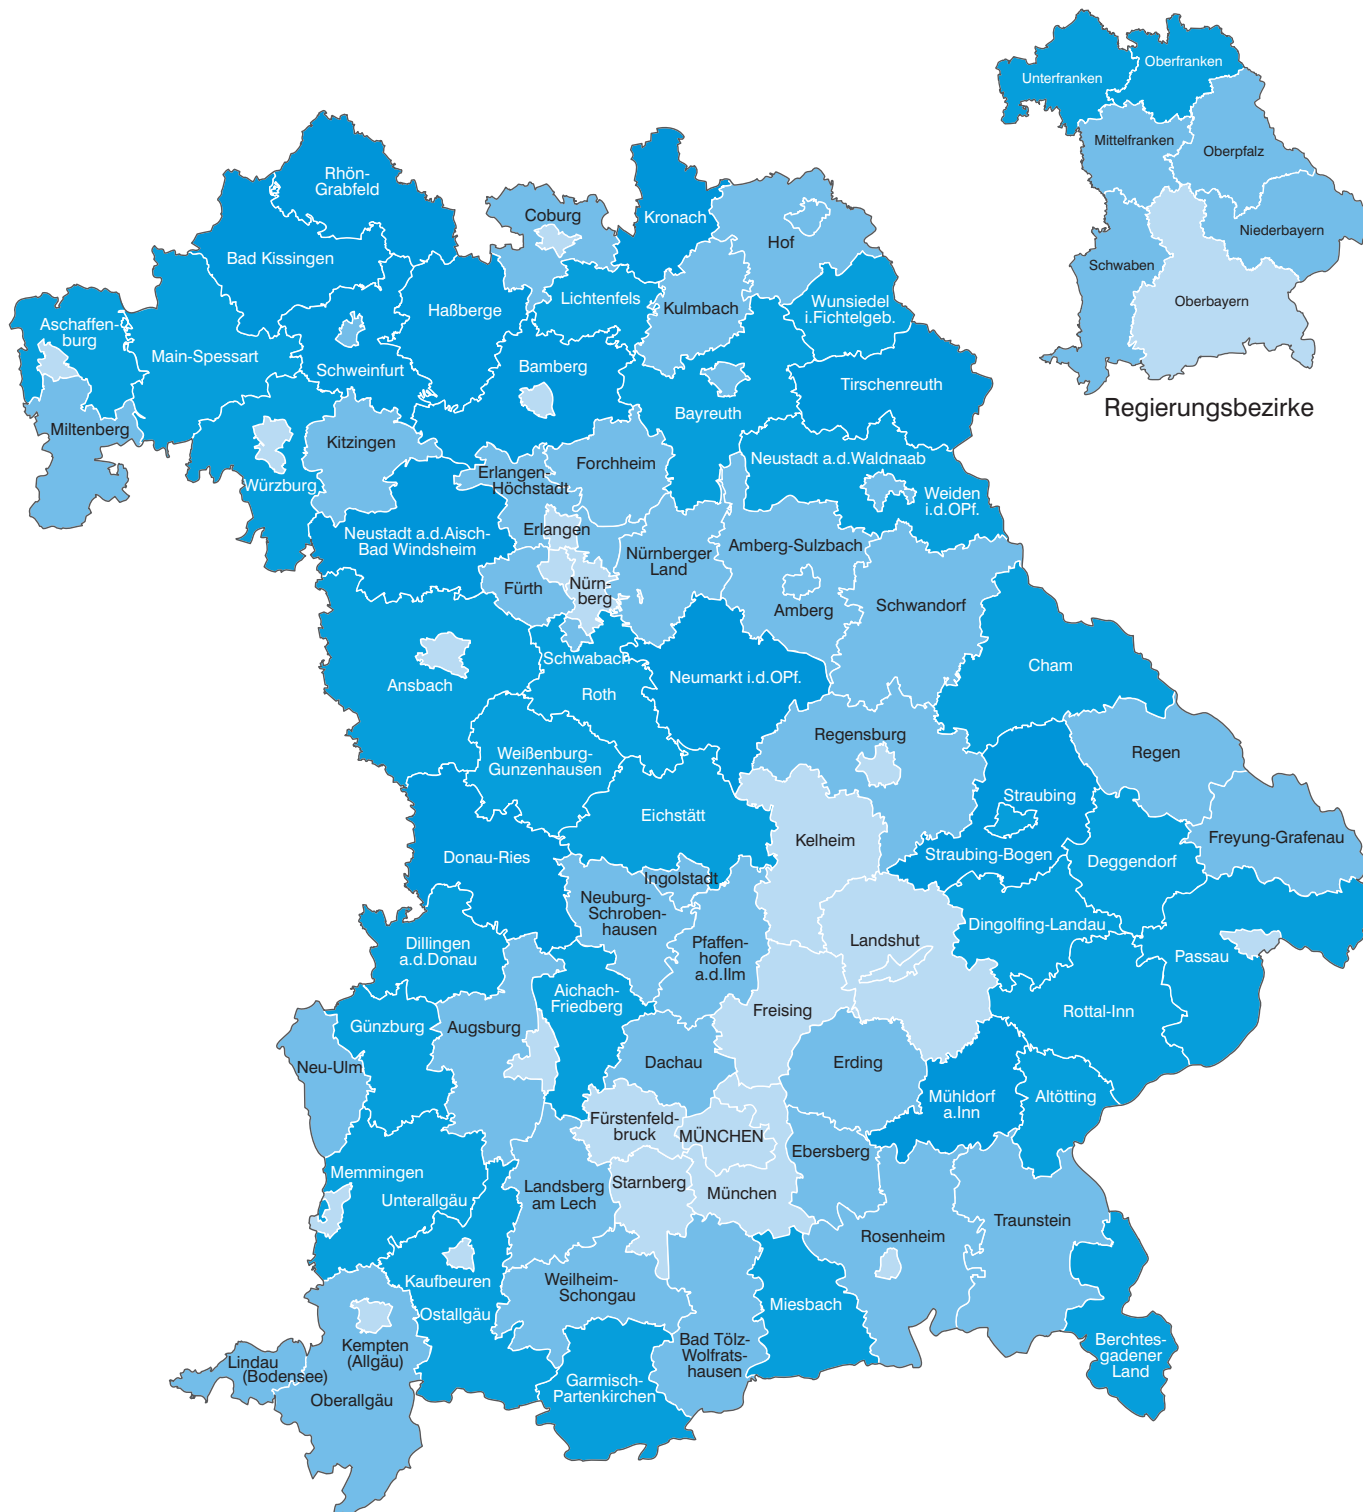 Unterfranken
Oberfranken
Mittelfranken
Oberpfalz
Niederbayern
Schwaben
Oberbayern
Regierungsbezirke
Rhön-
Grabfeld
Coburg
Kronach
Hof
Bad Kissingen
Haßberge
Lichtenfels
Kulmbach
Wunsiedel
i.Fichtelgeb.
Aschaffen-
burg
Main-Spessart
Schweinfurt
Bamberg
Bayreuth
Tirschenreuth
Miltenberg
Kitzingen
Würzburg
Erlangen-
Höchstadt
Forchheim
Neustadt a.d.Waldnaab
Weiden
i.d.OPf.
Neustadt a.d.Aisch-
Bad Windsheim
Erlangen
Fürth
Nürn-
berg
Nürnberger
Land
Amberg-Sulzbach
Amberg
Schwandorf
Ansbach
Schwabach
Roth
Neumarkt i.d.OPf.
Cham
Weißenburg-
Gunzenhausen
Regensburg
Regen
Eichstätt
Kelheim
Straubing
Straubing-Bogen
Deggendorf
Freyung-Grafenau
Donau-Ries
Ingolstadt
Neuburg-
Schroben-
hausen
Pfaffen-
hofen
a.d.Ilm
Landshut
Dingolfing-Landau
Passau
Dillingen
a.d.Donau
Aichach-
Friedberg
Freising
Rottal-Inn
Günzburg
Augsburg
Neu-Ulm
Dachau
Erding
Mühldorf
a.Inn
Altötting
Fürstenfeld-
bruck
MÜNCHEN
Ebersberg
Memmingen
Unterallgäu
Landsberg
am Lech
Starnberg
München
Rosenheim
Traunstein
Kaufbeuren
Ostallgäu
Weilheim-
Schongau
Miesbach
Bad Tölz-
Wolfrats-
hausen
Berchtes-
gadener
Land
Kempten
(Allgäu)
Lindau
(Bodensee)
Oberallgäu
Garmisch-
Partenkirchen